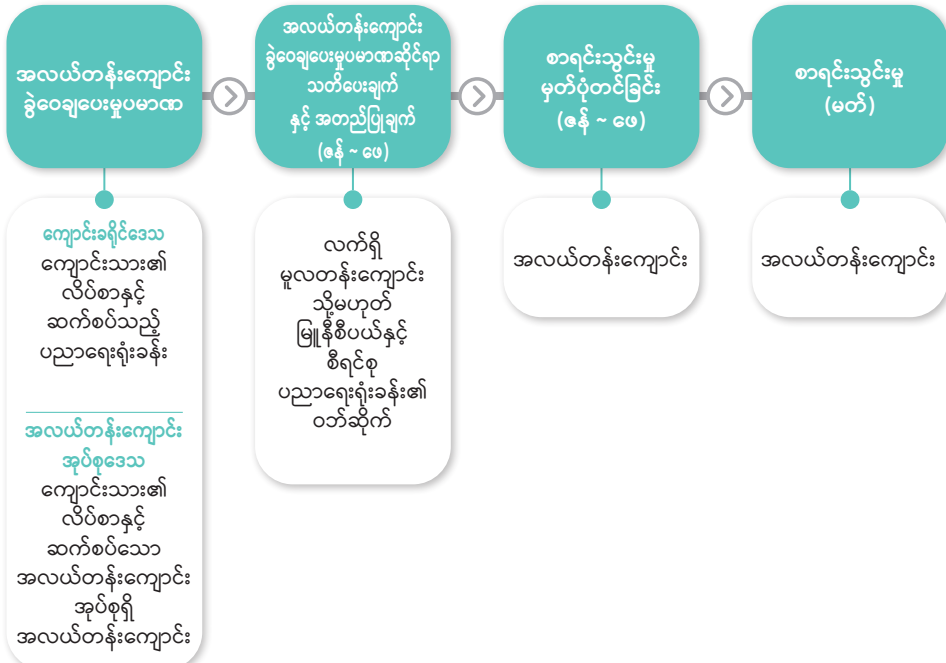 အလယ်တန်းကျောင်း
ခွဲဝေချပေးမှုပမာဏ
ကျောင်းခရိုင်ဒေသ
ကျောင်းသား၏
လိပ်စာနှင့်
ဆက်စပ်သည့်
ပညာရေးရုံးခန်း
အလယ်တန်းကျောင်း
အုပ်စုဒေသ
ကျောင်းသား၏
လိပ်စာနှင့်
ဆက်စပ်သော
အလယ်တန်းကျောင်း
အုပ်စုရှိ
အလယ်တန်းကျောင်း
အလယ်တန်းကျောင်း
ခွဲဝေချပေးမှုပမာဏဆိုင်ရာ
သတိပေးချက်
နှင့် အတည်ပြုချက်
(ဇန် ~ ဖေ)
လက်ရှိ
မူလတန်းကျောင်း
သို့မဟုတ်
မြူနီစီပယ်နှင့်
စီရင်စု
ပညာရေးရုံးခန်း၏
ဝဘ်ဆိုက်
စာရင်းသွင်းမှု
မှတ်ပုံတင်ခြင်း
(ဇန် ~ ဖေ)
အလယ်တန်းကျောင်း
စာရင်းသွင်းမှု
(မတ်)
အလယ်တန်းကျောင်း